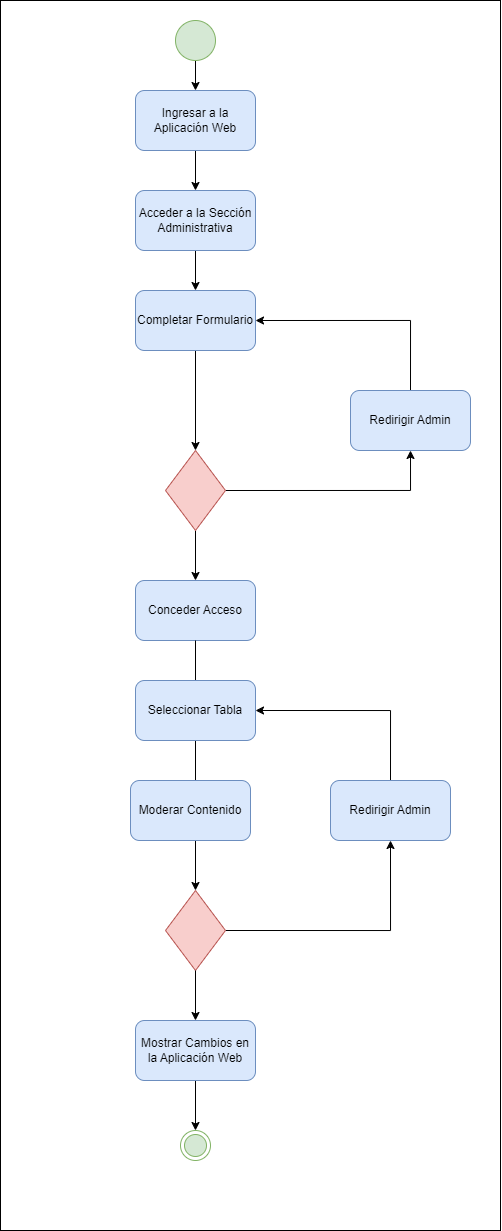 Ingresar a la
Aplicación Web
Acceder a la Sección
Administrativa
Completar Formulario
Redirigir Admin
Conceder Acceso
Seleccionar Tabla
Moderar Contenido
Redirigir Admin
Mostrar Cambios en
la Aplicación Web